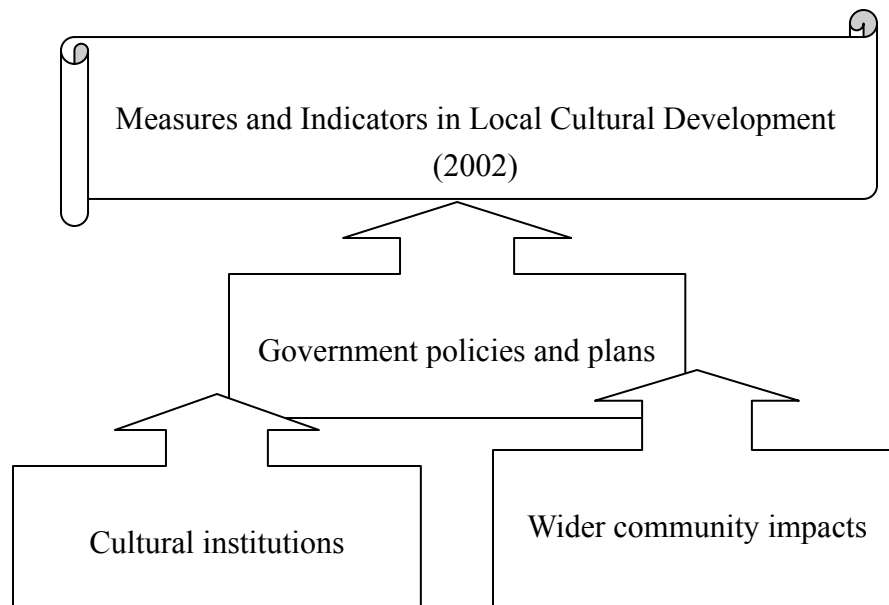 Measures and Indicators in Local Cultural Development
(2002)
Government policies and plans
Cultural institutions
Wider community impacts